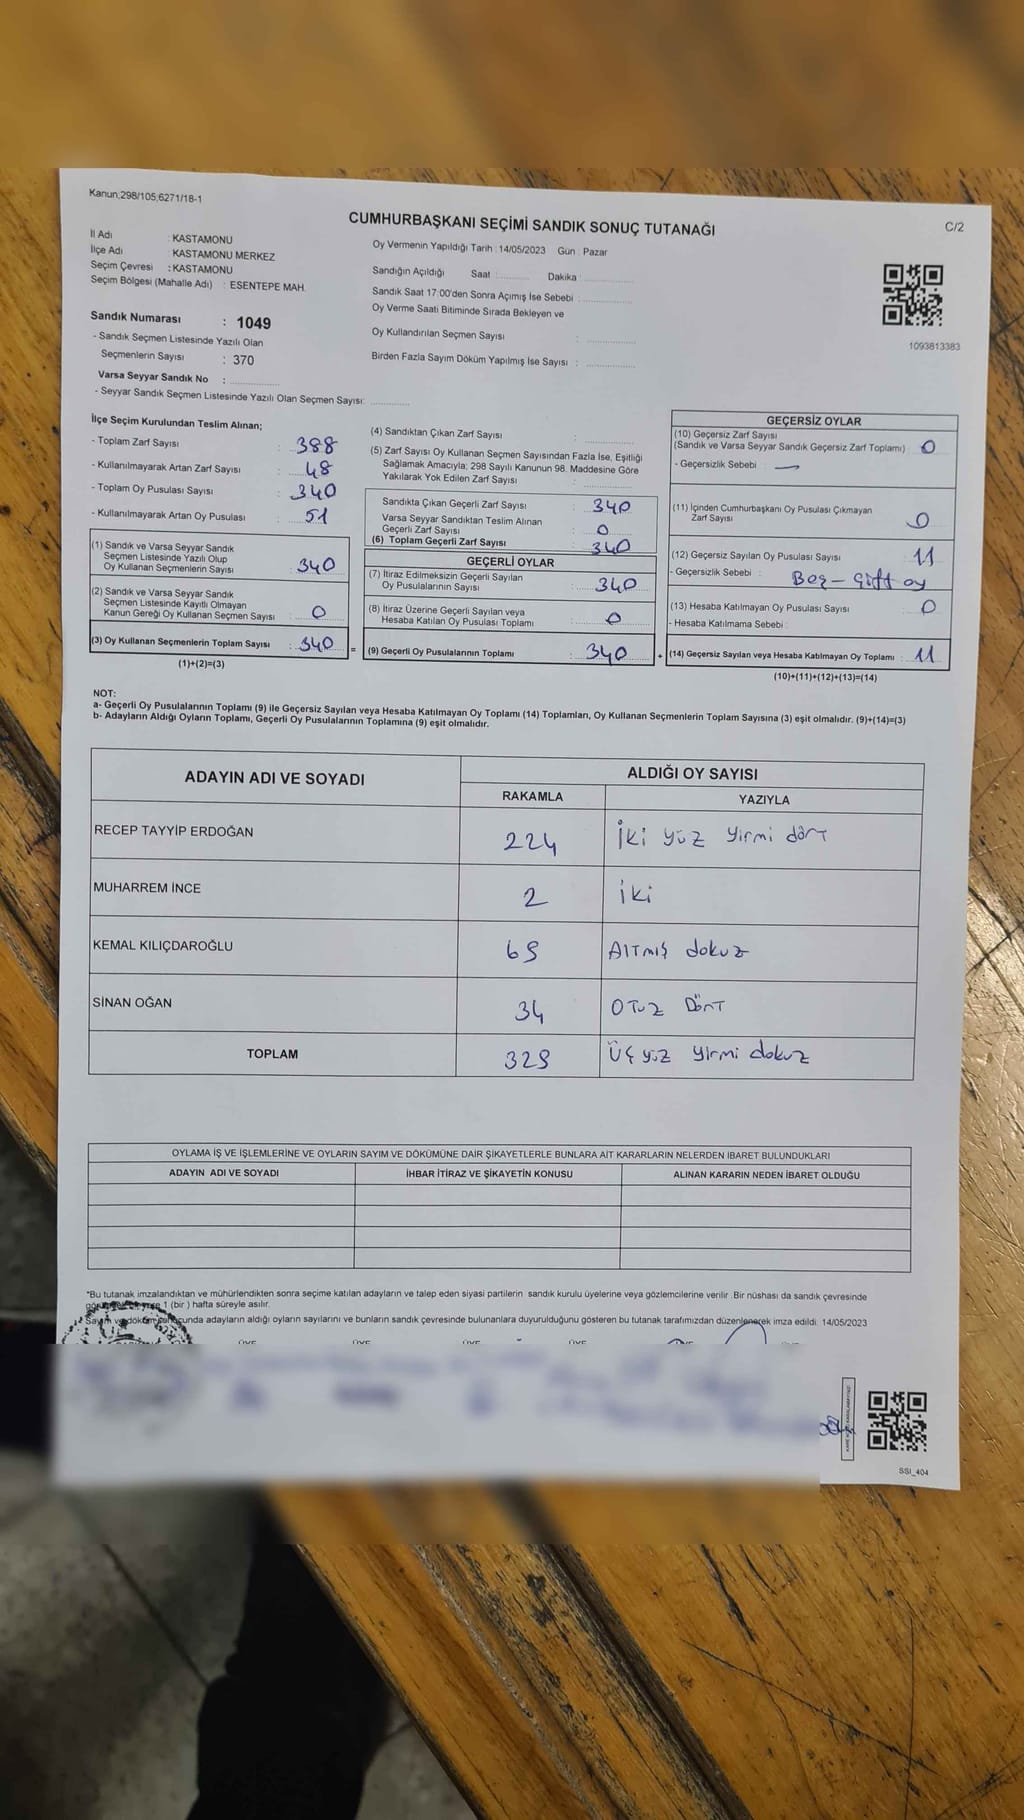 Kanun;298/105;6271/18-1
CUMHURBAŞKANI SEÇİMİ SANDIK SONUÇ TUTANAĞI
C/2
İl Adı : KASTAMONU
İlçe Adı KASTAMONU MERKEZ
Seçim Çevresi : KASTAMONU
Seçim Bölgesi (Mahalle Adı) : ESENTEPE MAH.
Oy Vermenin Yapıldığı Tarih : 14/05/2023 Gün : Pazar
Sandığın Açıldığı Saat :.......... Dakika :..........
Sandık Saat 17:00'den Sonra Açımış İse Sebebi :..........
Oy Verme Saati Bitiminde Sırada Bekleyen ve
Oy Kullandırılan Seçmen Sayısı :..........
Birden Fazla Sayım Döküm Yapılmış İse Sayısı :..........
1093813383
Sandık Numarası : 1049
- Sandık Seçmen Listesinde Yazılı Olan
Seçmenlerin Sayısı : 370
Varsa Seyyar Sandık No :..........
- Seyyar Sandık Seçmen Listesinde Yazılı Olan Seçmen Sayısı:..........
İlçe Seçim Kurulundan Teslim Alınan;
- Toplam Zarf Sayısı : 388
- Kullanılmayarak Artan Zarf Sayısı : 48
- Toplam Oy Pusulası Sayısı : 340
- Kullanılmayarak Artan Oy Pusulası : 51
(1) Sandık ve Varsa Seyyar Sandık
Seçmen Listesinde Yazılı Olup
Oy Kullanan Seçmenlerin Sayısı : 340
(2) Sandık ve Varsa Seyyar Sandık
Seçmen Listesinde Kayıtlı Olmayan
Kanun Gereği Oy Kullanan Seçmen Sayısı : 0
(3) Oy Kullanan Seçmenlerin Toplam Sayısı : 340
(1)+(2)=(3)
(4) Sandıktan Çıkan Zarf Sayısı :..........
(5) Zarf Sayısı Oy Kullanan Seçmen Sayısından Fazla İse, Eşitliği
Sağlamak Amacıyla; 298 Sayılı Kanunun 98. Maddesine Göre
Yakılarak Yok Edilen Zarf Sayısı :..........
Sandıkta Çıkan Geçerli Zarf Sayısı : 340
Varsa Seyyar Sandıktan Teslim Alınan
Geçerli Zarf Sayısı : 0
(6) Toplam Geçerli Zarf Sayısı : 340
GEÇERLİ OYLAR
(7) İtiraz Edilmeksizin Geçerli Sayılan
Oy Pusulalarının Sayısı : 340
(8) İtiraz Üzerine Geçerli Sayılan veya
Hesaba Katılan Oy Pusulası Toplamı : 0
= (9) Geçerli Oy Pusulalarının Toplamı : 340
GEÇERSİZ OYLAR
(10) Geçersiz Zarf Sayısı
(Sandık ve Varsa Seyyar Sandık Geçersiz Zarf Toplamı) : 0
- Geçersizlik Sebebi : —
(11) İçinden Cumhurbaşkanı Oy Pusulası Çıkmayan
Zarf Sayısı : 0
(12) Geçersiz Sayılan Oy Pusulası Sayısı : 11
- Geçersizlik Sebebi : Boş - Çift oy
(13) Hesaba Katılmayan Oy Pusulası Sayısı : 0
- Hesaba Katılmama Sebebi :
+ (14) Geçersiz Sayılan veya Hesaba Katılmayan Oy Toplamı : 11
(10)+(11)+(12)+(13)=(14)
NOT:
a- Geçerli Oy Pusulalarının Toplamı (9) ile Geçersiz Sayılan veya Hesaba Katılmayan Oy Toplamı (14) Toplamları, Oy Kullanan Seçmenlerin Toplam Sayısına (3) eşit olmalıdır. (9)+(14)=(3)
b- Adayların Aldığı Oyların Toplamı, Geçerli Oy Pusulalarının Toplamına (9) eşit olmalıdır.
ADAYIN ADI VE SOYADI ALDIĞI OY SAYISI
RAKAMLA YAZIYLA
RECEP TAYYİP ERDOĞAN 224 İki yüz Yirmi dört
MUHARREM İNCE 2 iki
KEMAL KILIÇDAROĞLU 69 Altmış dokuz
SİNAN OĞAN 34 Otuz Dört
TOPLAM 329 Üç yüz yirmi dokuz
OYLAMA İŞ VE İŞLEMLERİNE VE OYLARIN SAYIM VE DÖKÜMÜNE DAİR ŞİKAYETLERLE BUNLARA AİT KARARLARIN NELERDEN İBARET BULUNDUKLARI
ADAYIN ADI VE SOYADI İHBAR İTİRAZ VE ŞİKAYETİN KONUSU ALINAN KARARIN NEDEN İBARET OLDUĞU
*Bu tutanak imzalandıktan ve mühürlendikten sonra seçime katılan adayların ve talep eden siyasi partilerin sandık kurulu üyelerine veya gözlemcilerine verilir. Bir nüshası da sandık çevresinde
1 (bir) hafta süreyle asılır.
adayların aldığı oyların sayılarını ve bunların sandık çevresinde bulunanlara duyurulduğunu gösteren bu tutanak tarafımızdan düzenlenerek imza edildi. 14/05/2023
ÜYE ÜYE ÜYE ÜYE
SSI_404